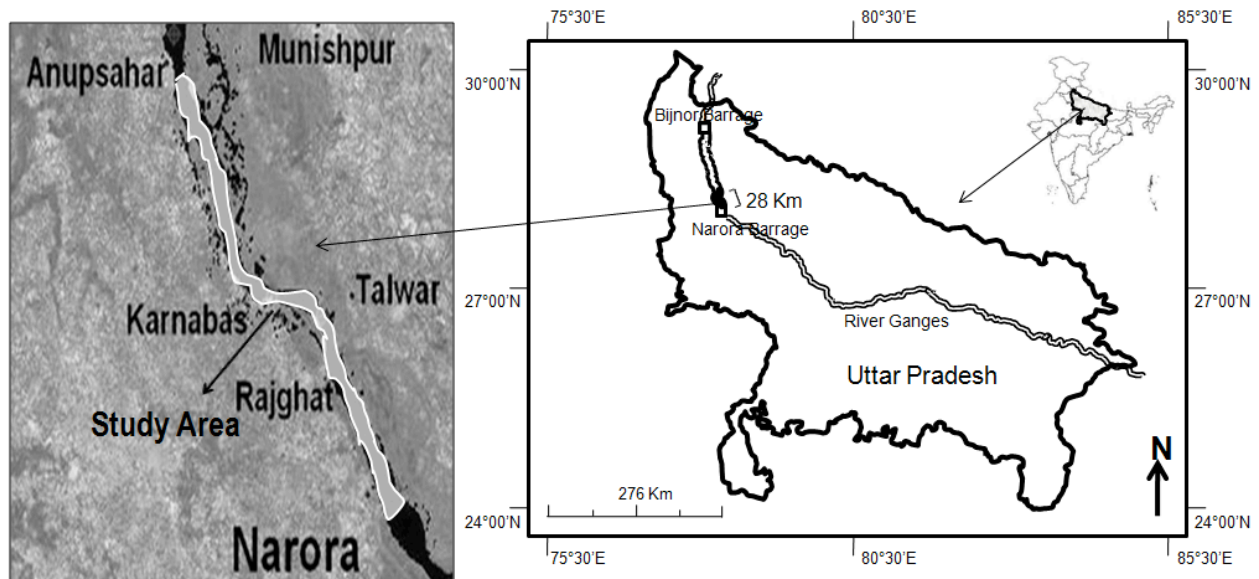 Munishpur
Anupsahar
Talwar
Karnabas
Rajghat
Study Area
Narora
75°30'E
80°30'E
85°30'E
30°00'N
30°00'N
Bijnor Barrage
28 Km
Narora Barrage
27°00'N
27°00'N
River Ganges
Uttar Pradesh
N
276 Km
24°00'N
24°00'N
75°30'E
80°30'E
85°30'E